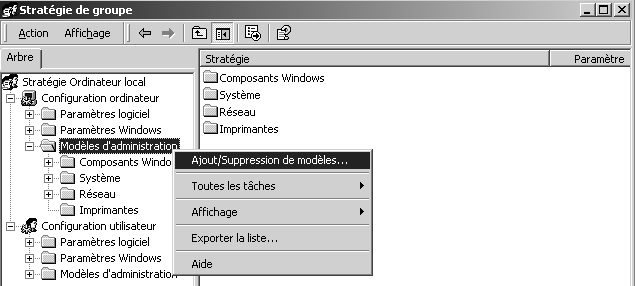 Stratégie de groupe
Action Affichage
Arbre
Stratégie Paramètre
Stratégie Ordinateur local
Configuration ordinateur
Paramètres logiciel
Paramètres Windows
Modèles d'administration
Composants Windo
Système
Réseau
Imprimantes
Configuration utilisateur
Paramètres logiciel
Paramètres Windows
Modèles d'administration
Composants Windows
Système
Réseau
Imprimantes
Ajout/Suppression de modèles...
Toutes les tâches
Affichage
Exporter la liste...
Aide